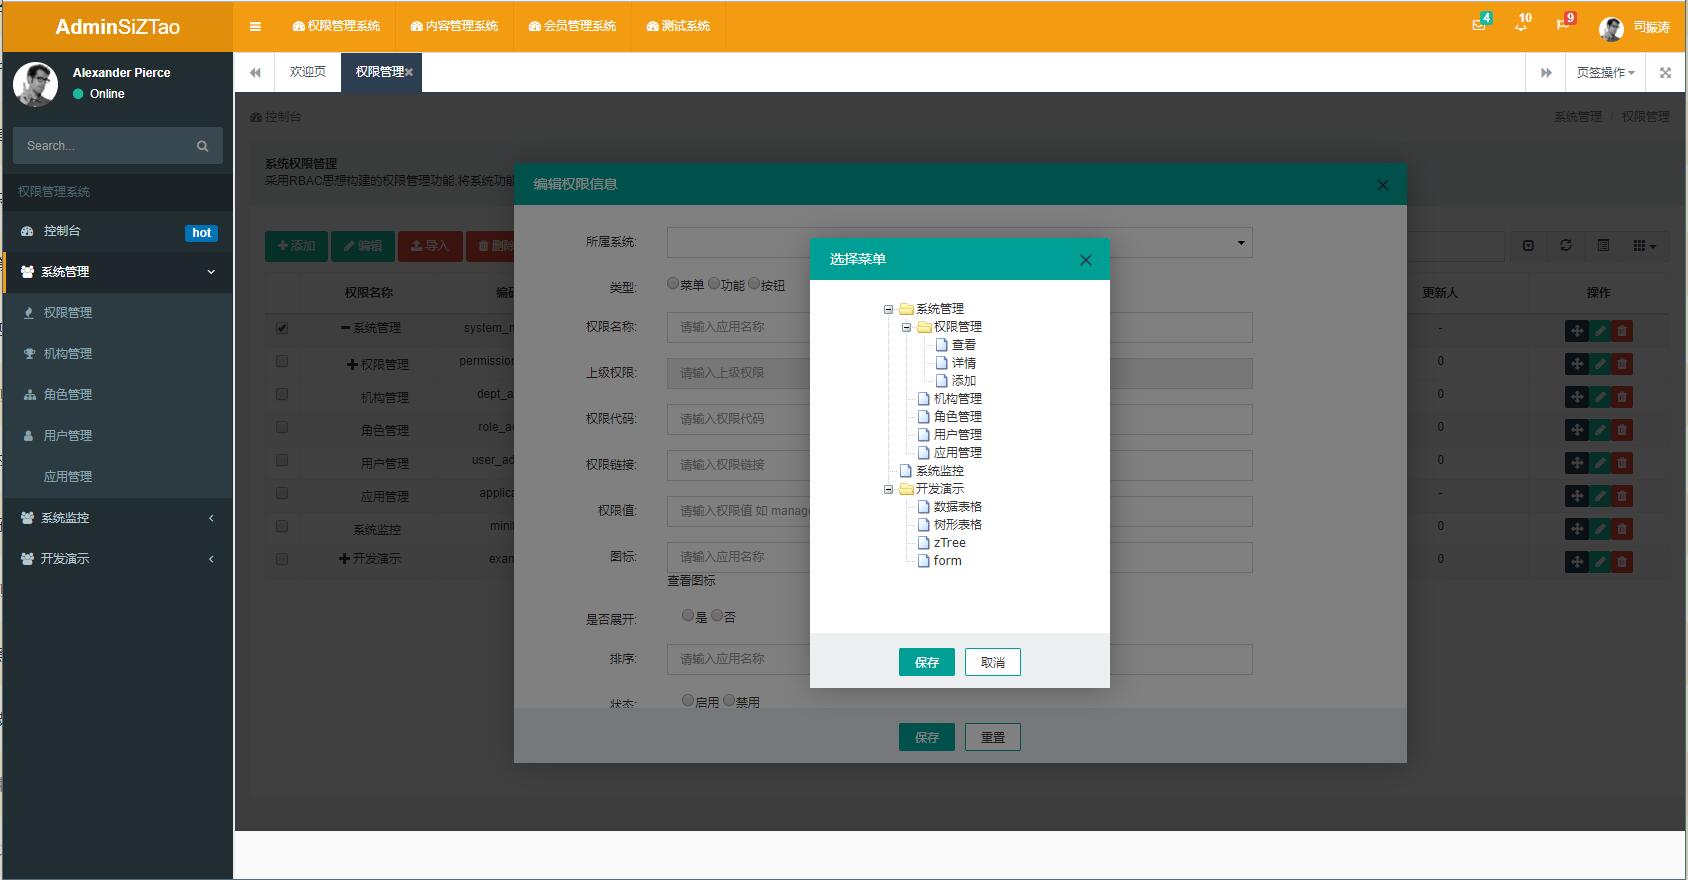 AdminSiZTao
权限管理系统
内容管理系统
会员管理系统
测试系统
4
10
9
司振涛
Alexander Pierce
Online
欢迎页
权限管理
页签操作
Search...
控制台
系统管理 / 权限管理
权限管理系统
系统权限管理
采用RBAC思想构建的权限管理功能,将系统功能
控制台
hot
系统管理
权限管理
机构管理
角色管理
用户管理
应用管理
系统监控
开发演示
添加
编辑
导入
删除
权限名称
编码
更新人
操作
系统管理
system_m
-
权限管理
permission
0
机构管理
dept_a
0
角色管理
role_ad
0
用户管理
user_ad
0
应用管理
applica
-
系统监控
minit
0
开发演示
exam
0
编辑权限信息
所属系统:
类型:
菜单
功能
按钮
权限名称:
请输入应用名称
上级权限:
请输入上级权限
权限代码:
请输入权限代码
权限链接:
请输入权限链接
权限值:
请输入权限值 如 manage
图标:
请输入应用名称
查看图标
是否展开:
是
否
排序:
请输入应用名称
状态:
启用
禁用
保存
重置
选择菜单
系统管理
权限管理
查看
详情
添加
机构管理
角色管理
用户管理
应用管理
系统监控
开发演示
数据表格
树形表格
zTree
form
保存
取消